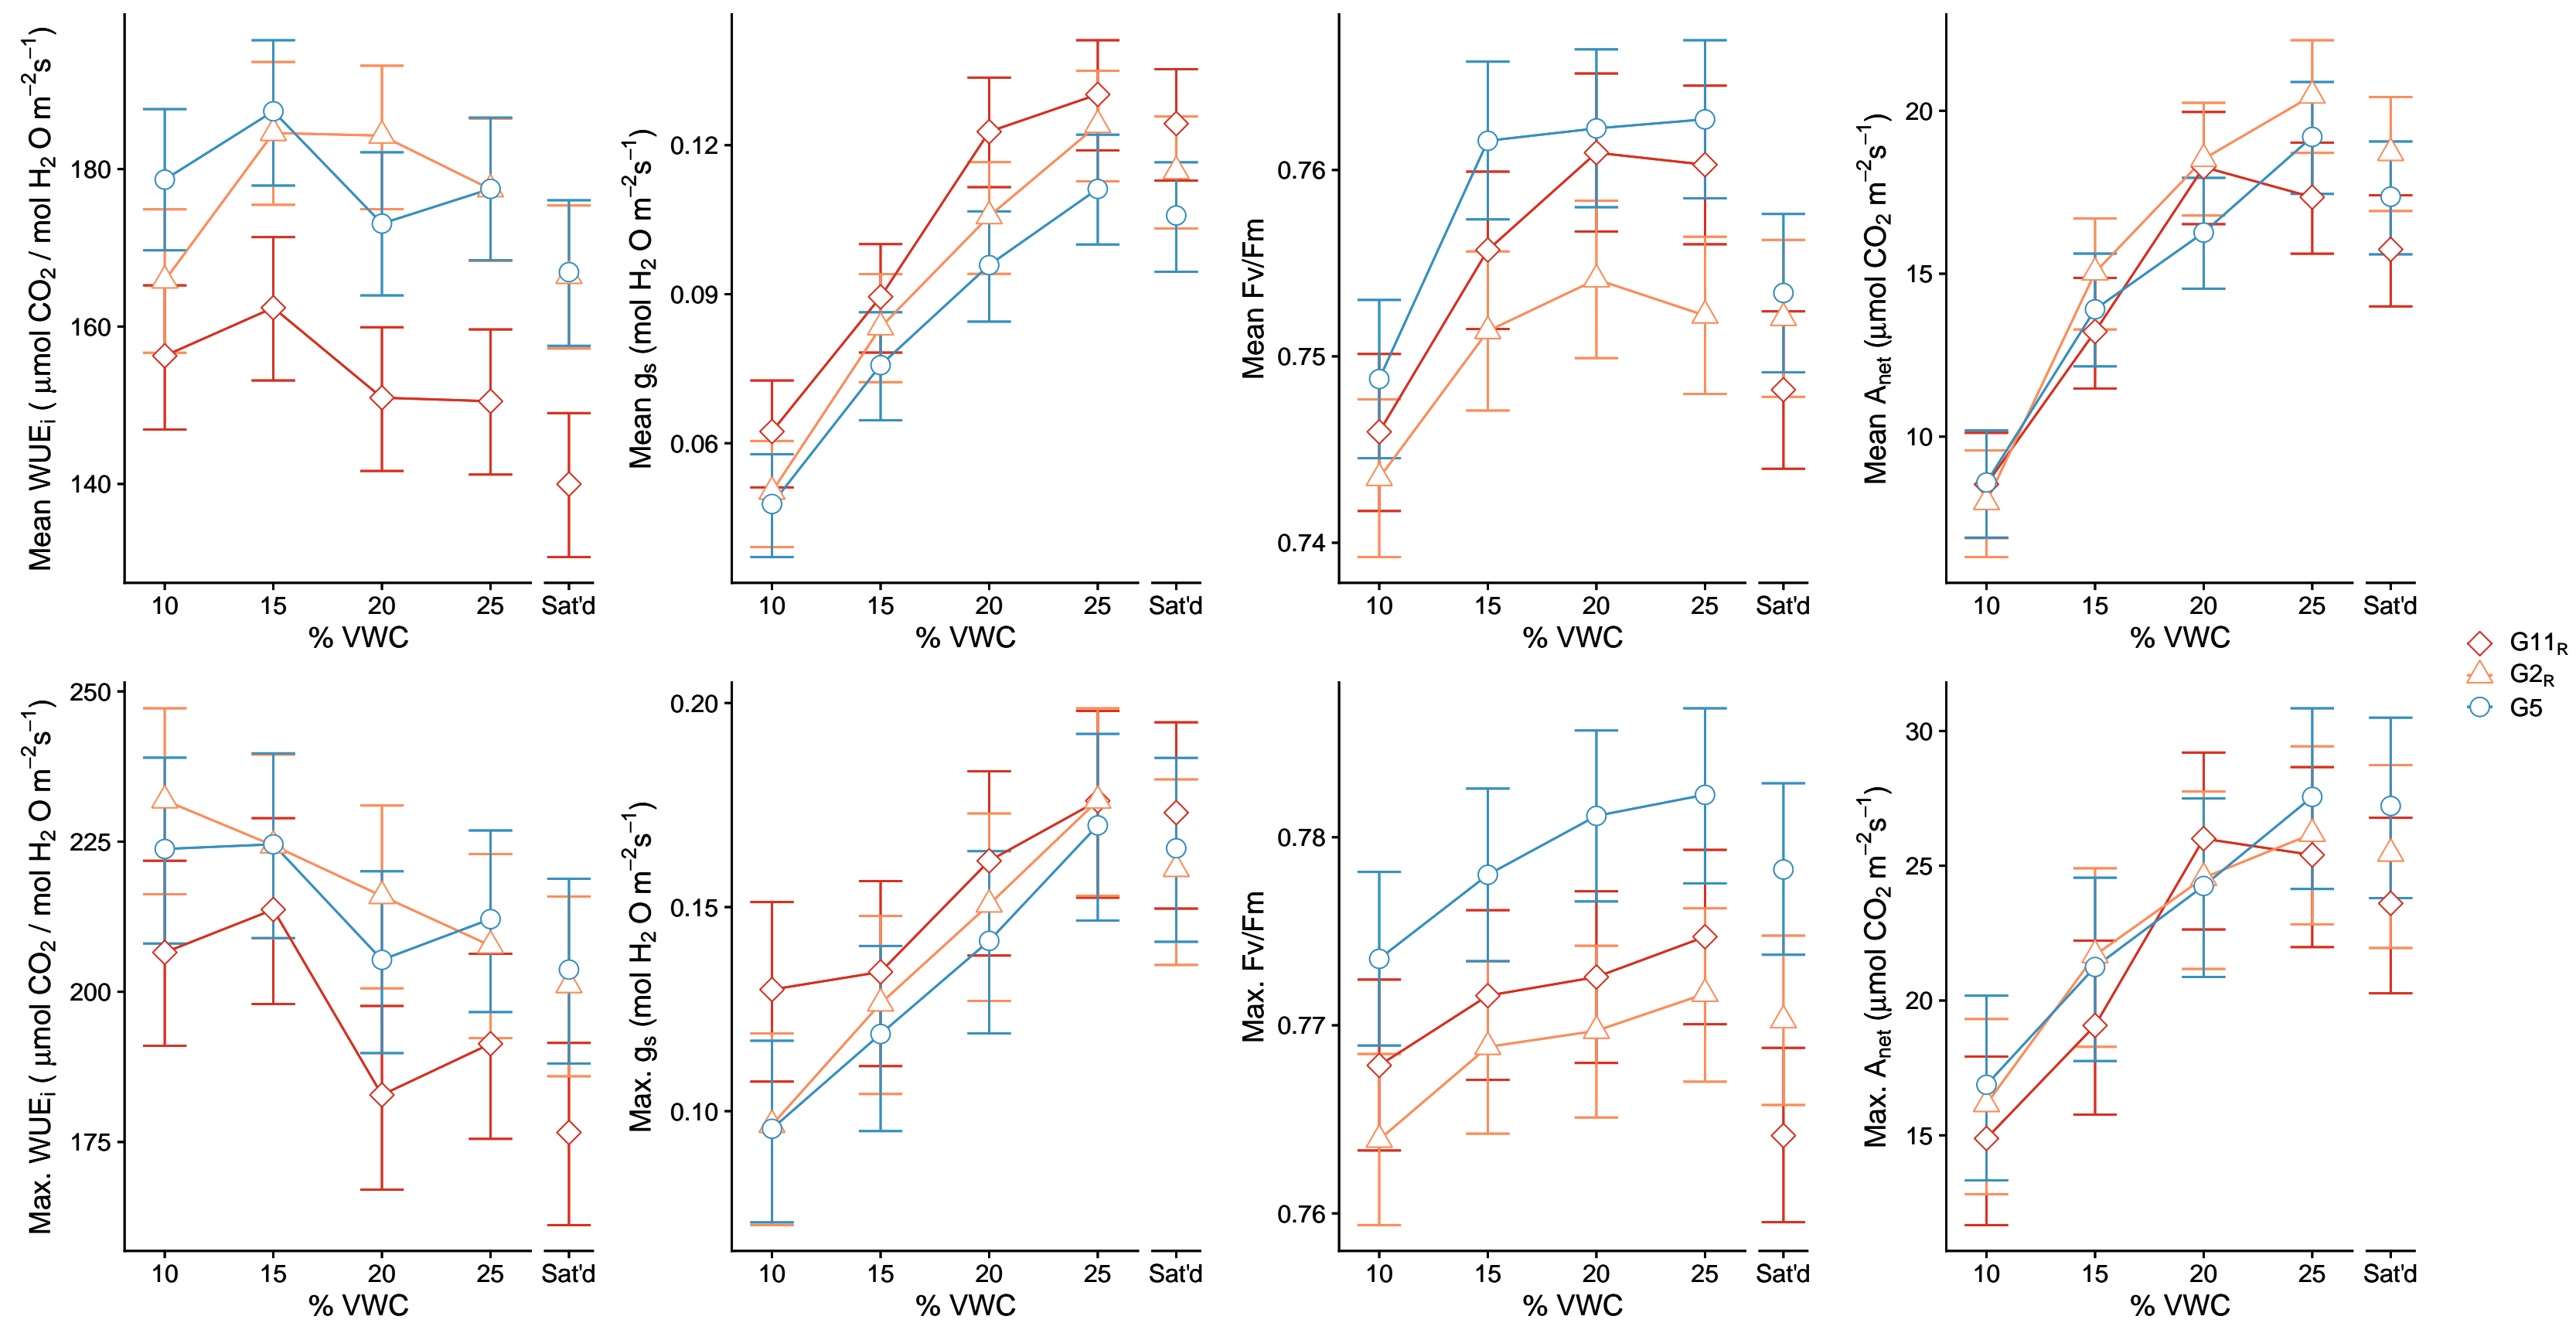 Mean WUEi ( µmol CO2 / mol H2 O m−2s−1)
180
160
140
10 15 20 25 Sat'd
% VWC
Mean gs (mol H2 O m−2s−1)
0.12
0.09
0.06
10 15 20 25 Sat'd
% VWC
Mean Fv/Fm
0.76
0.75
0.74
10 15 20 25 Sat'd
% VWC
Mean Anet (µmol CO2 m−2s−1)
20
15
10
10 15 20 25 Sat'd
% VWC
G11R
G2R
G5
Max. WUEi ( µmol CO2 / mol H2 O m−2s−1)
250
225
200
175
10 15 20 25 Sat'd
% VWC
Max. gs (mol H2 O m−2s−1)
0.20
0.15
0.10
10 15 20 25 Sat'd
% VWC
Max. Fv/Fm
0.78
0.77
0.76
10 15 20 25 Sat'd
% VWC
Max. Anet (µmol CO2 m−2s−1)
30
25
20
15
10 15 20 25 Sat'd
% VWC